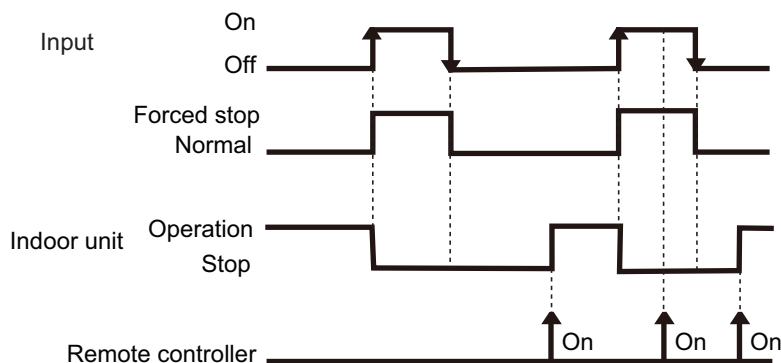 On
Input
Off
Forced stop
Normal
Operation
Indoor unit
Stop
On On On
Remote controller